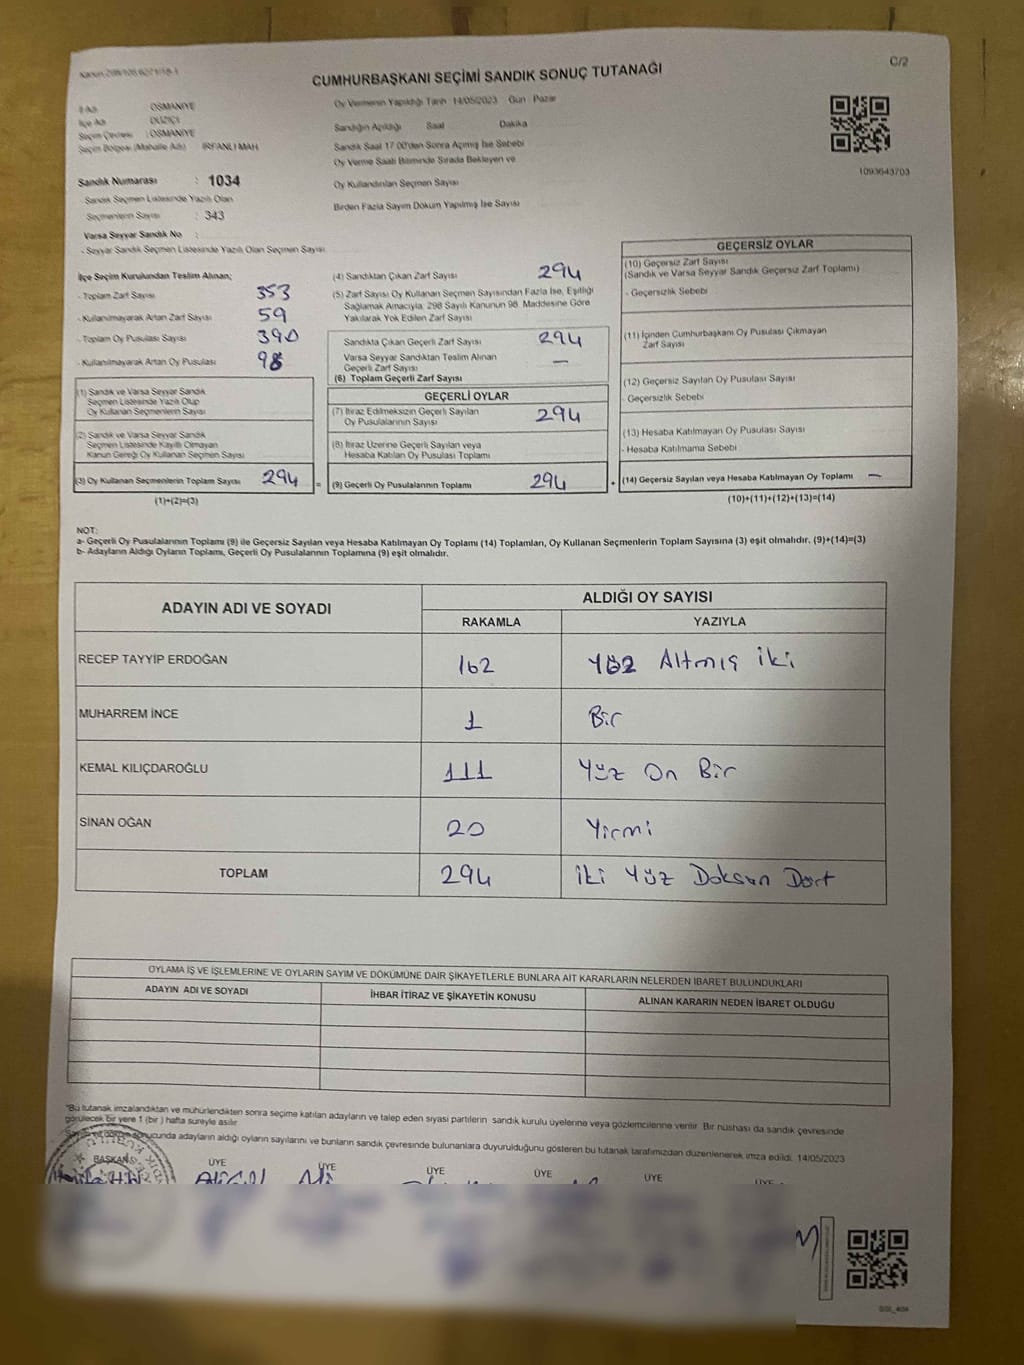 Kanun:298/105,6271/18-1
C/2
CUMHURBAŞKANI SEÇİMİ SANDIK SONUÇ TUTANAĞI
İl Adı OSMANİYE
İlçe Adı DÜZİÇİ
Seçim Çevresi : OSMANİYE
Seçim Bölgesi (Mahalle Adı) İRFANLI MAH
Sandık Numarası : 1034
Sandık Seçmen Listesinde Yazılı Olan
Seçmenlerin Sayısı : 343
Varsa Seyyar Sandık No :
- Seyyar Sandık Seçmen Listesinde Yazılı Olan Seçmen Sayısı
Oy Vermenin Yapıldığı Tarih 14/05/2023 Gün : Pazar
Sandığın Açıldığı Saat Dakika
Sandık Saat 17.00'den Sonra Açılmış İse Sebebi
Oy Verme Saati Bitiminde Sırada Bekleyen ve
Oy Kullandırılan Seçmen Sayısı
Birden Fazla Sayım Döküm Yapılmış İse Sayısı
1093643703
İlçe Seçim Kurulundan Teslim Alınan;
- Toplam Zarf Sayısı 353
- Kullanılmayarak Artan Zarf Sayısı 59
- Toplam Oy Pusulası Sayısı 390
- Kullanılmayarak Artan Oy Pusulası 98
(1) Sandık ve Varsa Seyyar Sandık
Seçmen Listesinde Yazılı Olup
Oy Kullanan Seçmenlerin Sayısı
(2) Sandık ve Varsa Seyyar Sandık
Seçmen Listesinde Kayıtlı Olmayan
Kanun Gereği Oy Kullanan Seçmen Sayısı
(3) Oy Kullanan Seçmenlerin Toplam Sayısı 294 =
(1)+(2)=(3)
(4) Sandıktan Çıkan Zarf Sayısı 294
(5) Zarf Sayısı Oy Kullanan Seçmen Sayısından Fazla İse, Eşitliği
Sağlamak Amacıyla, 298 Sayılı Kanunun 98. Maddesine Göre
Yakılarak Yok Edilen Zarf Sayısı
Sandıkta Çıkan Geçerli Zarf Sayısı 294
Varsa Seyyar Sandıktan Teslim Alınan
Geçerli Zarf Sayısı —
(6) Toplam Geçerli Zarf Sayısı
GEÇERLİ OYLAR
(7) İtiraz Edilmeksizin Geçerli Sayılan
Oy Pusulalarının Sayısı 294
(8) İtiraz Üzerine Geçerli Sayılan veya
Hesaba Katılan Oy Pusulası Toplamı
(9) Geçerli Oy Pusulalarının Toplamı 294 +
GEÇERSİZ OYLAR
(10) Geçersiz Zarf Sayısı
(Sandık ve Varsa Seyyar Sandık Geçersiz Zarf Toplamı)
- Geçersizlik Sebebi
(11) İçinden Cumhurbaşkanı Oy Pusulası Çıkmayan
Zarf Sayısı
(12) Geçersiz Sayılan Oy Pusulası Sayısı
- Geçersizlik Sebebi
(13) Hesaba Katılmayan Oy Pusulası Sayısı
- Hesaba Katılmama Sebebi
(14) Geçersiz Sayılan veya Hesaba Katılmayan Oy Toplamı —
(10)+(11)+(12)+(13)=(14)
NOT:
a- Geçerli Oy Pusulalarının Toplamı (9) ile Geçersiz Sayılan veya Hesaba Katılmayan Oy Toplamı (14) Toplamları, Oy Kullanan Seçmenlerin Toplam Sayısına (3) eşit olmalıdır. (9)+(14)=(3)
b- Adayların Aldığı Oyların Toplamı, Geçerli Oy Pusulalarının Toplamına (9) eşit olmalıdır.
ADAYIN ADI VE SOYADI ALDIĞI OY SAYISI
RAKAMLA YAZIYLA
RECEP TAYYİP ERDOĞAN 162 Yüz Altmış iki
MUHARREM İNCE 1 Bir
KEMAL KILIÇDAROĞLU 111 Yüz On Bir
SİNAN OĞAN 20 Yirmi
TOPLAM 294 iki Yüz Doksan Dört
OYLAMA İŞ VE İŞLEMLERİNE VE OYLARIN SAYIM VE DÖKÜMÜNE DAİR ŞİKAYETLERLE BUNLARA AİT KARARLARIN NELERDEN İBARET BULUNDUKLARI
ADAYIN ADI VE SOYADI İHBAR İTİRAZ VE ŞİKAYETİN KONUSU ALINAN KARARIN NEDEN İBARET OLDUĞU
*Bu tutanak imzalandıktan ve mühürlendikten sonra seçime katılan adayların ve talep eden siyasi partilerin sandık kurulu üyelerine veya gözlemcilerine verilir. Bir nüshası da sandık çevresinde
görülecek bir yere 1 (bir) hafta süreyle asılır.
sonucunda adayların aldığı oyların sayılarını ve bunların sandık çevresinde bulunanlara duyurulduğunu gösteren bu tutanak tarafımızdan düzenlenerek imza edildi. 14/05/2023
BAŞKAN ÜYE ÜYE ÜYE ÜYE ÜYE ÜYE